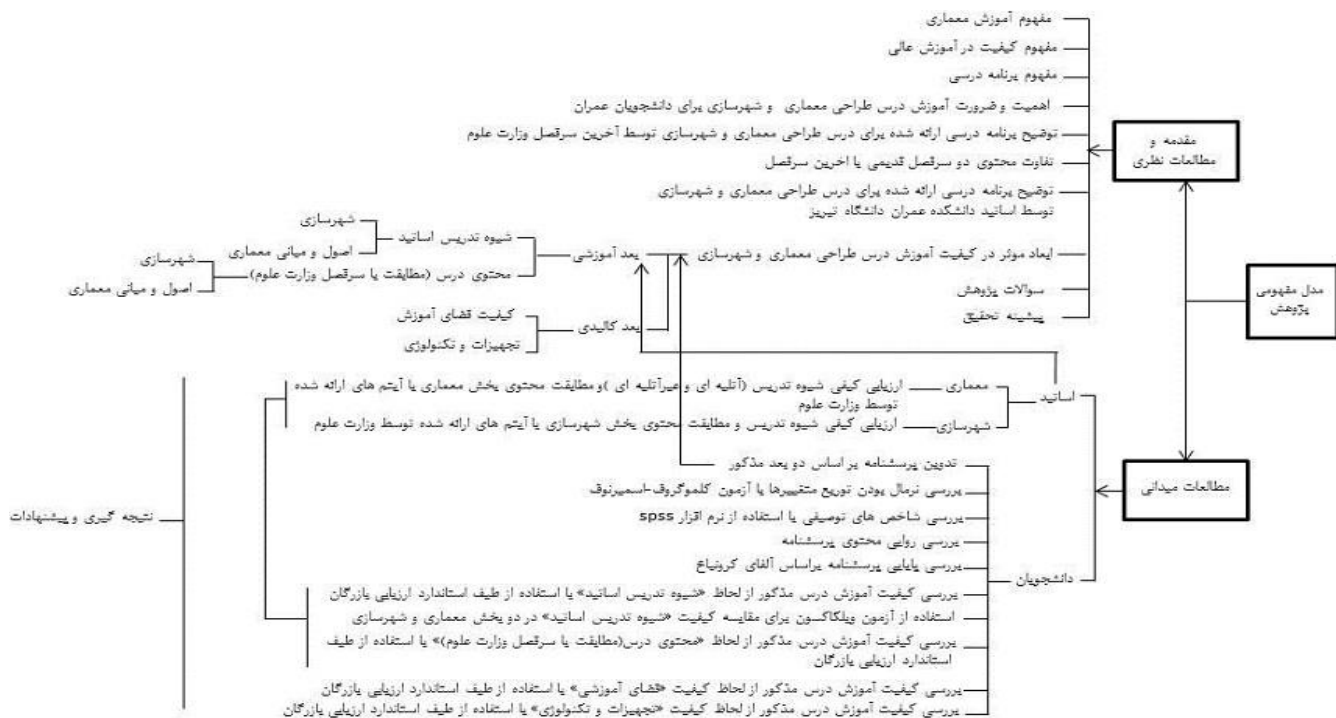 مدل مفهومی
پژوهش
مقدمه و
مطالعات نظری
مفهوم آموزش معماری
مفهوم کیفیت در آموزش عالی
مفهوم برنامه درسی
اهمیت و ضرورت آموزش درس طراحی معماری و شهرسازی برای دانشجویان عمران
توضیح برنامه درسی ارائه شده برای درس طراحی معماری و شهرسازی توسط آخرین سرفصل وزارت علوم
تفاوت محتوی دو سرفصل قدیمی با اخرین سرفصل
توضیح برنامه درسی ارائه شده برای درس طراحی معماری و شهرسازی
توسط اساتید دانشکده عمران دانشگاه تبریز
ابعاد موثر در کیفیت آموزش درس طراحی معماری و شهرسازی
بعد آموزشی
شیوه تدریس اساتید
شهرسازی
اصول و مبانی معماری
محتوی درس (مطابقت با سرفصل وزارت علوم)
شهرسازی
اصول و مبانی معماری
بعد کالبدی
کیفیت فضای آموزش
تجهیزات و تکنولوژی
سوالات پژوهش
پیشینه تحقیق
مطالعات میدانی
اساتید
معماری
ارزیابی کیفی شیوه تدریس (آتلیه ای و غیرآتلیه ای )و مطابقت محتوی بخش معماری با آیتم های ارائه شده
توسط وزارت علوم
شهرسازی
ارزیابی کیفی شیوه تدریس و مطابقت محتوی بخش شهرسازی با آیتم های ارائه شده توسط وزارت علوم
دانشجویان
تدوین پرسشنامه بر اساس دو بعد مذکور
بررسی نرمال بودن توزیع متغییرها با آزمون کلموگروف-اسمیرنوف
بررسی شاخص های توصیفی با استفاده از نرم افزار spss
بررسی روایی محتوی پرسشنامه
بررسی پایایی پرسشنامه براساس آلفای کرونباخ
بررسی کیفیت آموزش درس مذکور از لحاظ «شیوه تدریس اساتید» با استفاده از طیف استاندارد ارزیابی بازرگان
استفاده از آزمون ویلکاکسون برای مقایسه کیفیت «شیوه تدریس اساتید» در دو بخش معماری و شهرسازی
بررسی کیفیت آموزش درس مذکور از لحاظ «محتوی درس(مطابقت با سرفصل وزارت علوم)» با استفاده از طیف
استاندارد ارزیابی بازرگان
بررسی کیفیت آموزش درس مذکور از لحاظ کیفیت «فضای آموزشی» با استفاده از طیف استاندارد ارزیابی بازرگان
بررسی کیفیت آموزش درس مذکور از لحاظ کیفیت «تجهیزات و تکنولوژی» با استفاده از طیف استاندارد ارزیابی بازرگان
نتیجه گیری و پیشنهادات